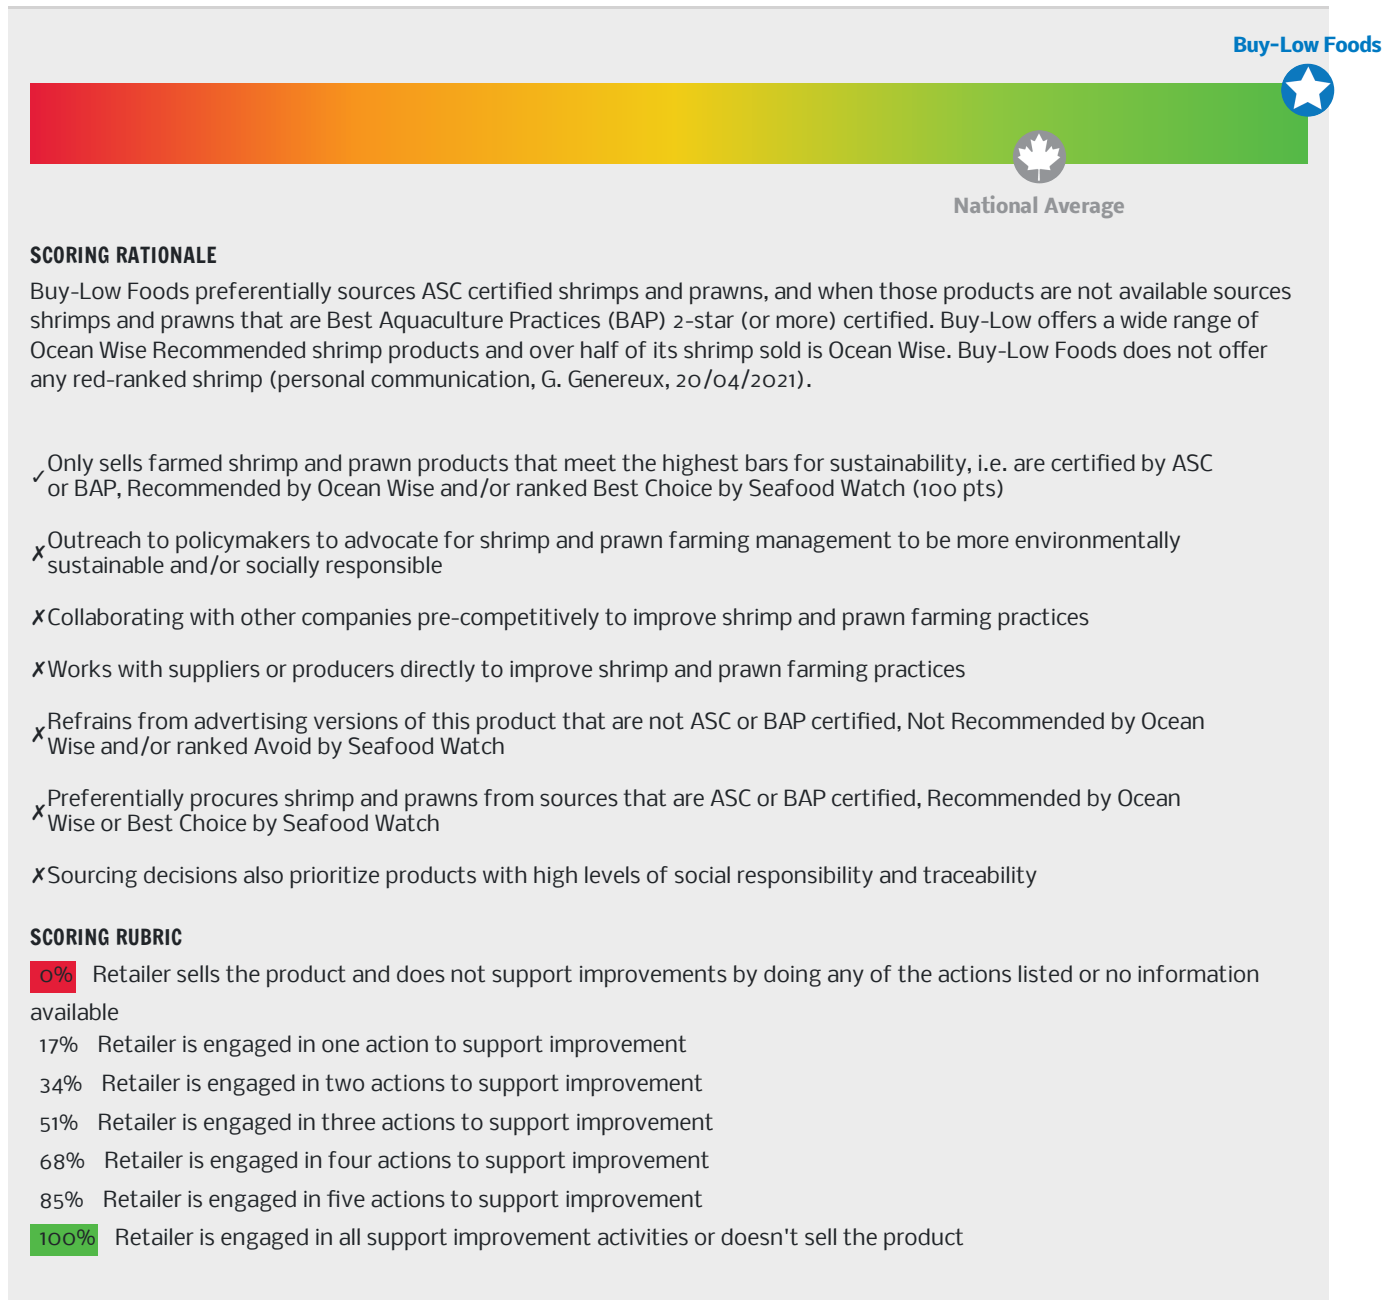 Buy-Low Foods
National Average
SCORING RATIONALE
Buy-Low Foods preferentially sources ASC certified shrimps and prawns, and when those products are not available sources
shrimps and prawns that are Best Aquaculture Practices (BAP) 2-star (or more) certified. Buy-Low offers a wide range of
Ocean Wise Recommended shrimp products and over half of its shrimp sold is Ocean Wise. Buy-Low Foods does not offer
any red-ranked shrimp (personal communication, G. Genereux, 20/04/2021).
✓Only sells farmed shrimp and prawn products that meet the highest bars for sustainability, i.e. are certified by ASC
or BAP, Recommended by Ocean Wise and/or ranked Best Choice by Seafood Watch (100 pts)
✗Outreach to policymakers to advocate for shrimp and prawn farming management to be more environmentally
sustainable and/or socially responsible
✗Collaborating with other companies pre-competitively to improve shrimp and prawn farming practices
✗Works with suppliers or producers directly to improve shrimp and prawn farming practices
✗Refrains from advertising versions of this product that are not ASC or BAP certified, Not Recommended by Ocean
Wise and/or ranked Avoid by Seafood Watch
✗Preferentially procures shrimp and prawns from sources that are ASC or BAP certified, Recommended by Ocean
Wise or Best Choice by Seafood Watch
✗Sourcing decisions also prioritize products with high levels of social responsibility and traceability
SCORING RUBRIC
0% Retailer sells the product and does not support improvements by doing any of the actions listed or no information
available
17% Retailer is engaged in one action to support improvement
34% Retailer is engaged in two actions to support improvement
51% Retailer is engaged in three actions to support improvement
68% Retailer is engaged in four actions to support improvement
85% Retailer is engaged in five actions to support improvement
100% Retailer is engaged in all support improvement activities or doesn't sell the product